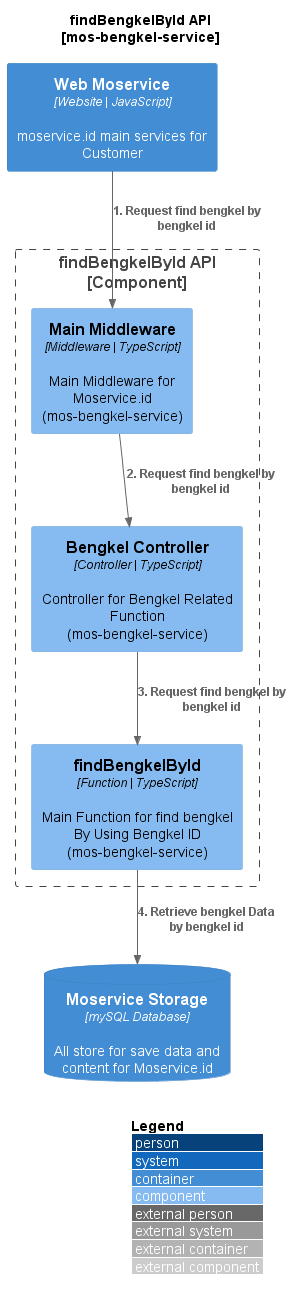 findBengkelById API
[mos-bengkel-service]
Web Moservice
[Website | JavaScript]
moservice.id main services for
Customer
1. Request find bengkel by
bengkel id
findBengkelById API
[Component]
Main Middleware
[Middleware | TypeScript]
Main Middleware for
Moservice.id
(mos-bengkel-service)
2. Request find bengkel by
bengkel id
Bengkel Controller
[Controller | TypeScript]
Controller for Bengkel Related
Function
(mos-bengkel-service)
3. Request find bengkel by
bengkel id
findBengkelById
[Function | TypeScript]
Main Function for find bengkel
By Using Bengkel ID
(mos-bengkel-service)
4. Retrieve bengkel Data
by bengkel id
Moservice Storage
[mySQL Database]
All store for save data and
content for Moservice.id
Legend
person
system
container
component
external person
external system
external container
external component